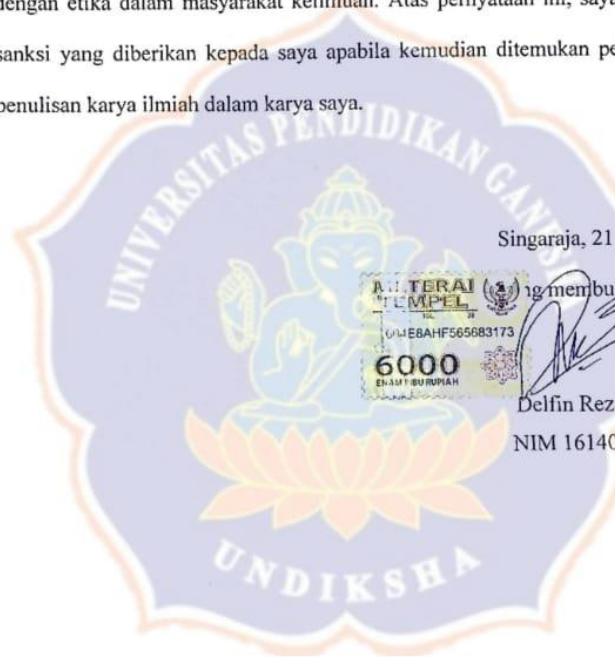 dengan etika dalam masyarakat keilmuan. Atas pernyataan ini, saya
sanksi yang diberikan kepada saya apabila kemudian ditemukan pe
penulisan karya ilmiah dalam karya saya.
UNIVERSITAS PENDIDIKAN GANESH
Singaraja, 21
TERAI
TEMPEL
membu
E8AHF565683173
6000
ENAM RIBU RUPIAH
Delfin Rez
NIM 16140
UNDIKSHA